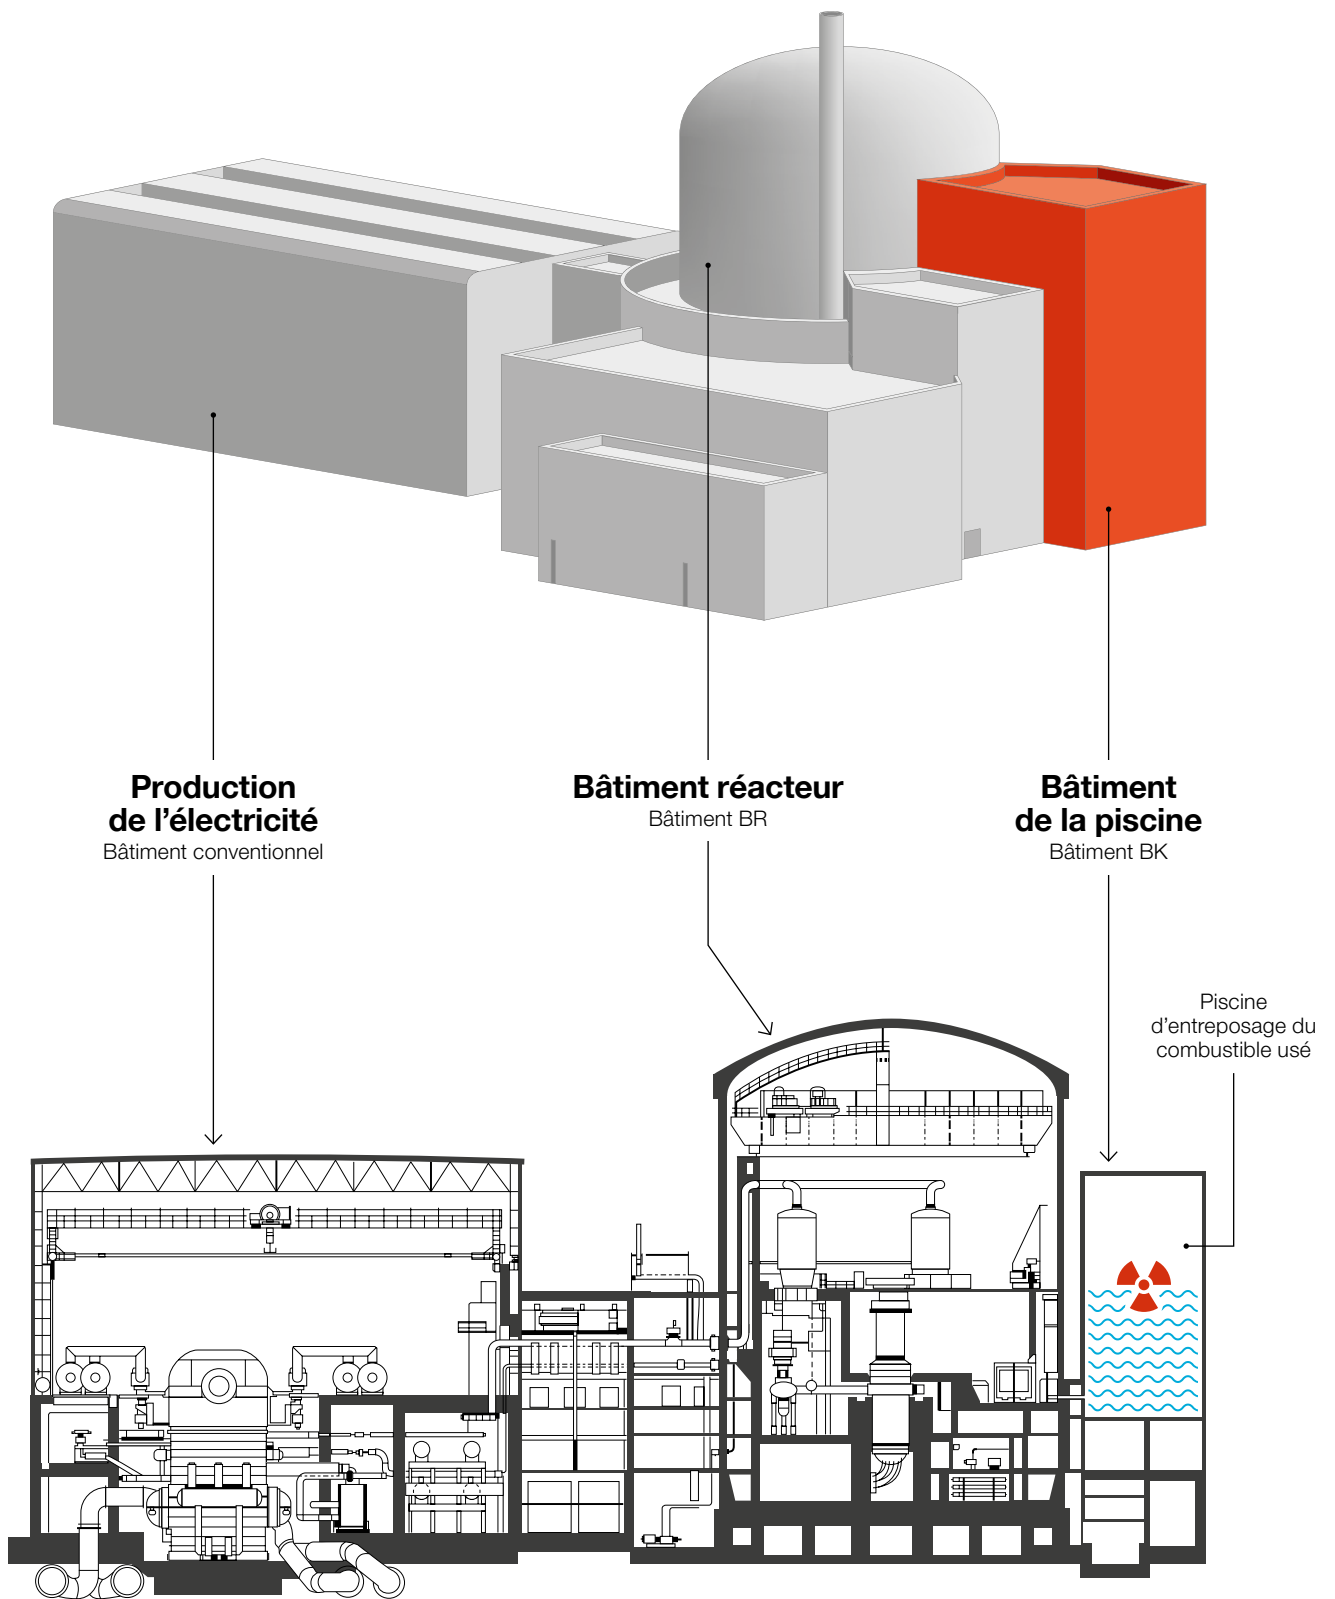 Production
de l’électricité
Bâtiment conventionnel
Bâtiment réacteur
Bâtiment BR
Bâtiment
de la piscine
Bâtiment BK
Piscine
d’entreposage du
combustible usé